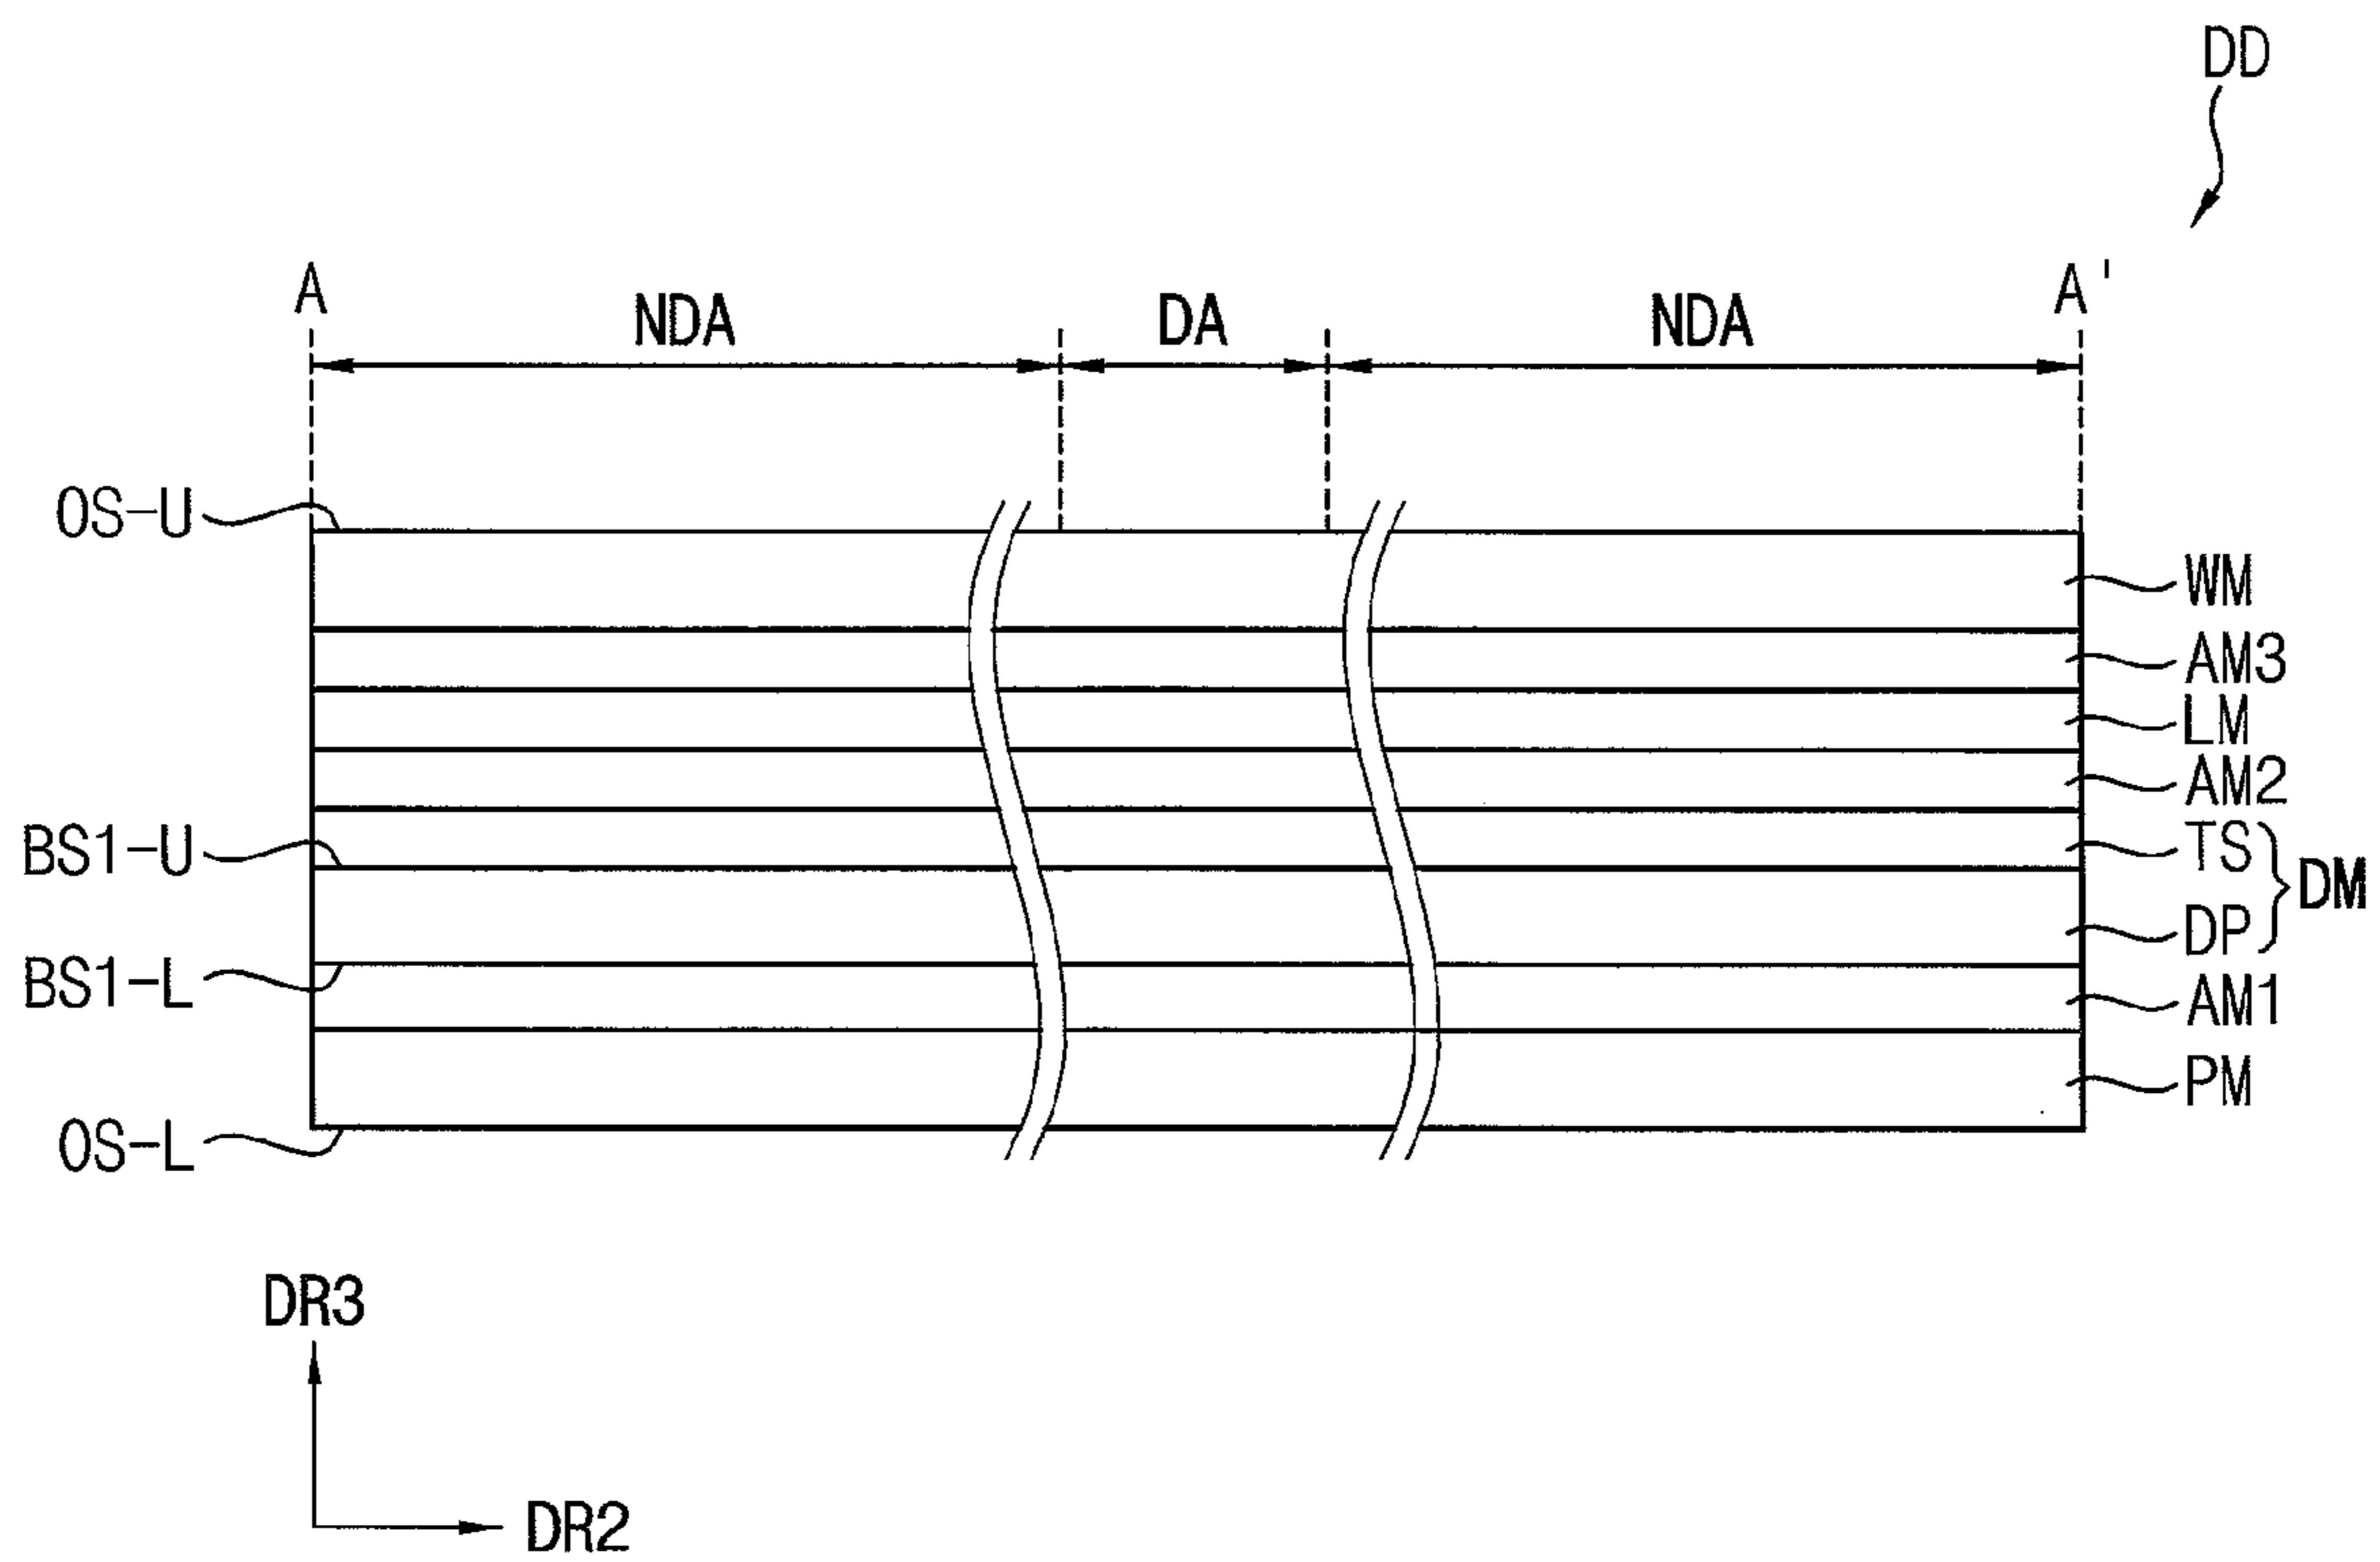 DD
A
NDA
DA
NDA
A'
OS-U
WM
AM3
LM
AM2
BS1-U
TS
DM
DP
BS1-L
AM1
PM
OS-L
DR3
DR2